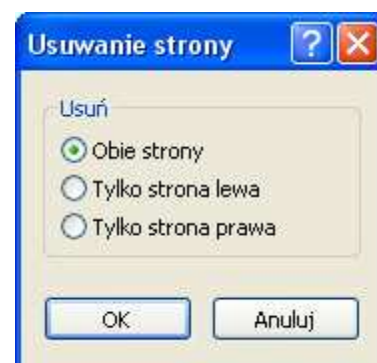 Usuwanie strony
Usuń
Obie strony
Tylko strona lewa
Tylko strona prawa
OK
Anuluj